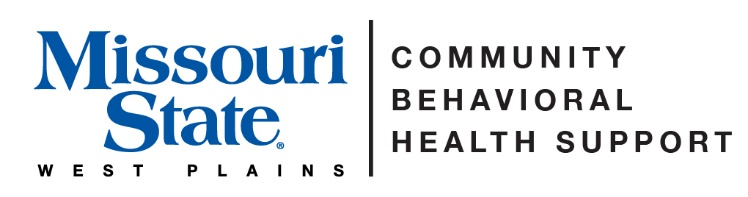 Missouri
State®
WEST PLAINS
COMMUNITY
BEHAVIORAL
HEALTH SUPPORT